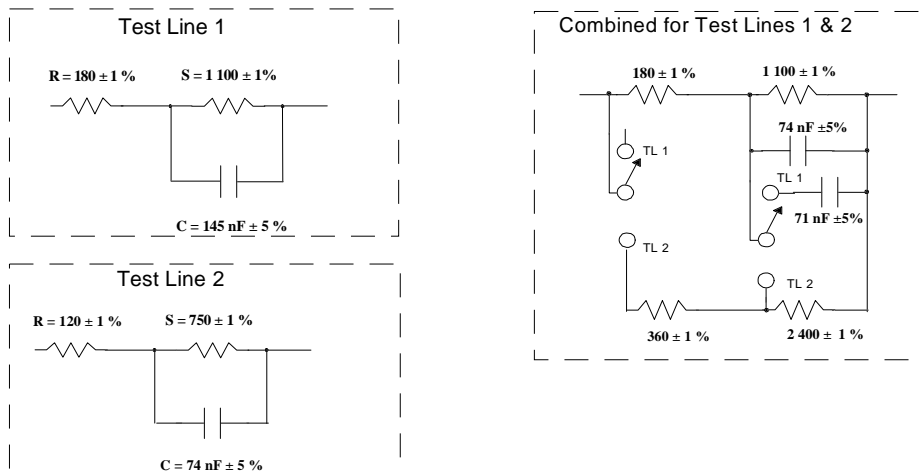 Test Line 1
R = 180 ± 1 %
S = 1 100 ± 1%
C = 145 nF ± 5 %
Test Line 2
R = 120 ± 1 %
S = 750 ± 1 %
C = 74 nF ± 5 %
Combined for Test Lines 1 & 2
180 ± 1 %
1 100 ± 1 %
74 nF ±5%
TL 1
TL 1
71 nF ±5%
TL 2
TL 2
360 ± 1 %
2 400 ± 1 %